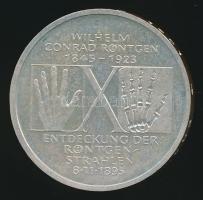 WILHELM
CONRAD RÖNTGEN
1845-1923
X
ENTDECKUNG DER
RÖNTGEN-
STRAHLEN
8·11·1895